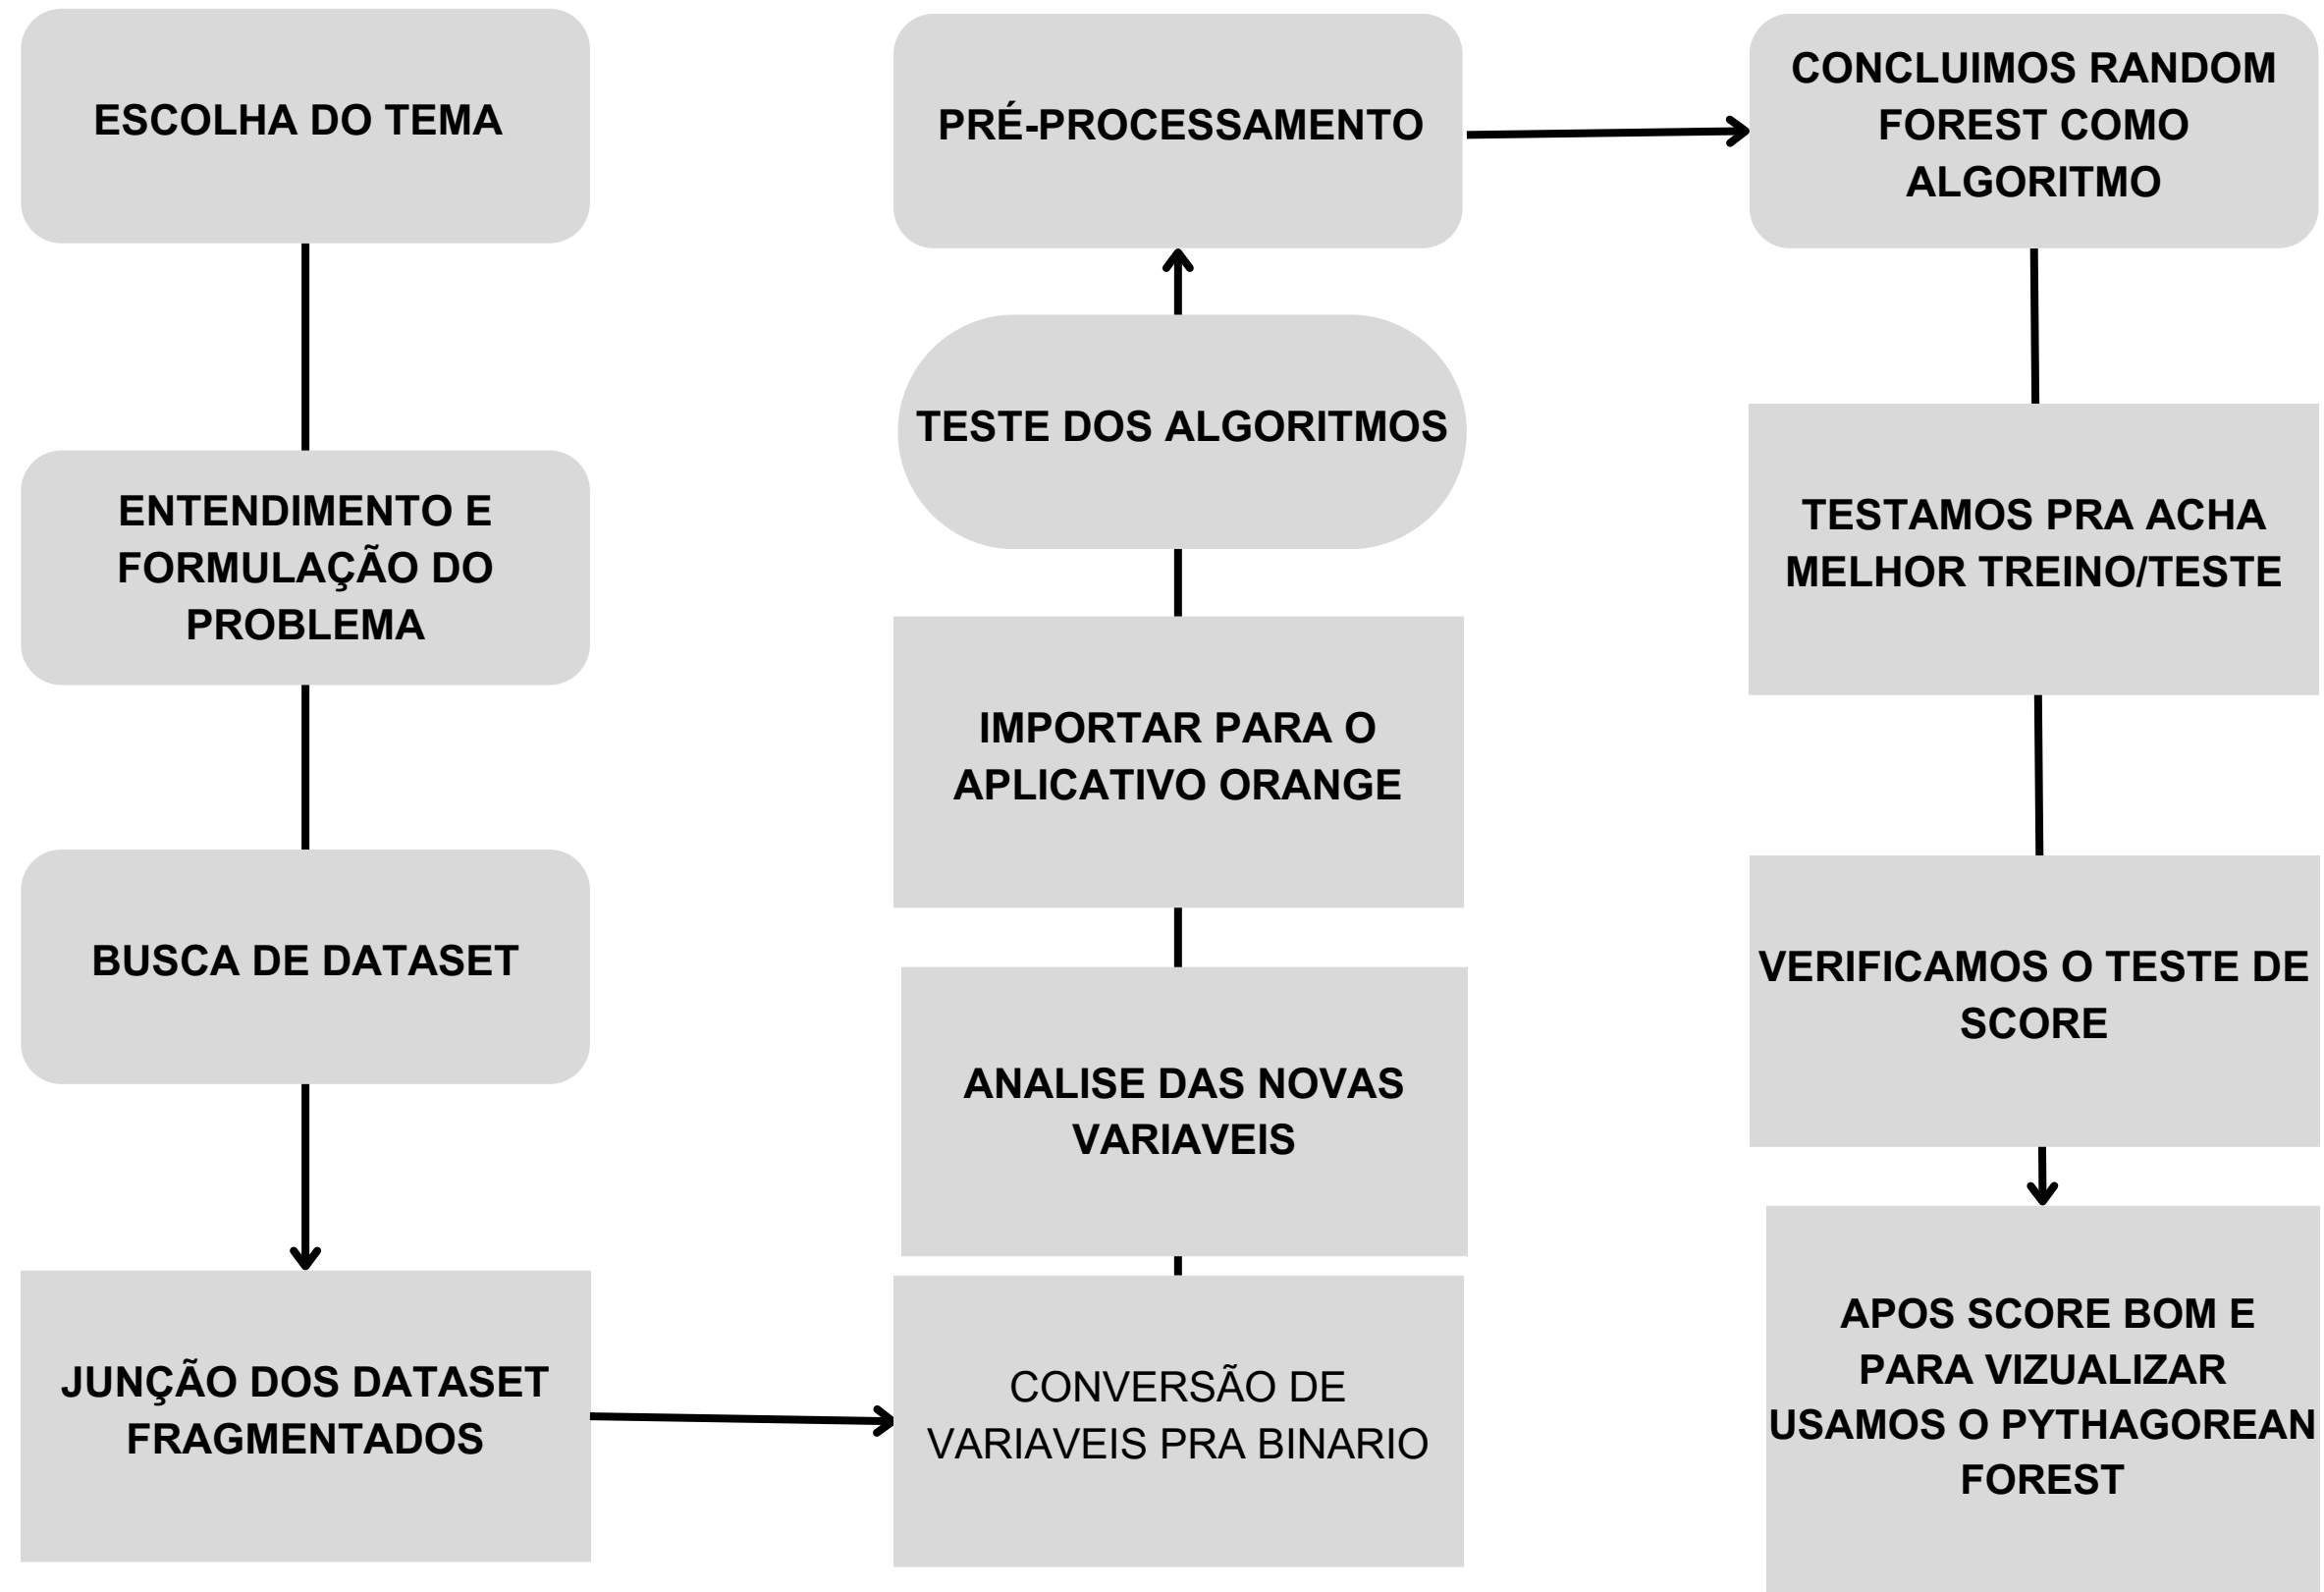 ESCOLHA DO TEMA
ENTENDIMENTO E
FORMULAÇÃO DO
PROBLEMA
BUSCA DE DATASET
JUNÇÃO DOS DATASET
FRAGMENTADOS
CONVERSÃO DE
VARIAVEIS PRA BINARIO
ANALISE DAS NOVAS
VARIAVEIS
IMPORTAR PARA O
APLICATIVO ORANGE
TESTE DOS ALGORITMOS
PRÉ-PROCESSAMENTO
CONCLUIMOS RANDOM
FOREST COMO
ALGORITMO
TESTAMOS PRA ACHA
MELHOR TREINO/TESTE
VERIFICAMOS O TESTE DE
SCORE
APOS SCORE BOM E
PARA VIZUALIZAR
USAMOS O PYTHAGOREAN
FOREST